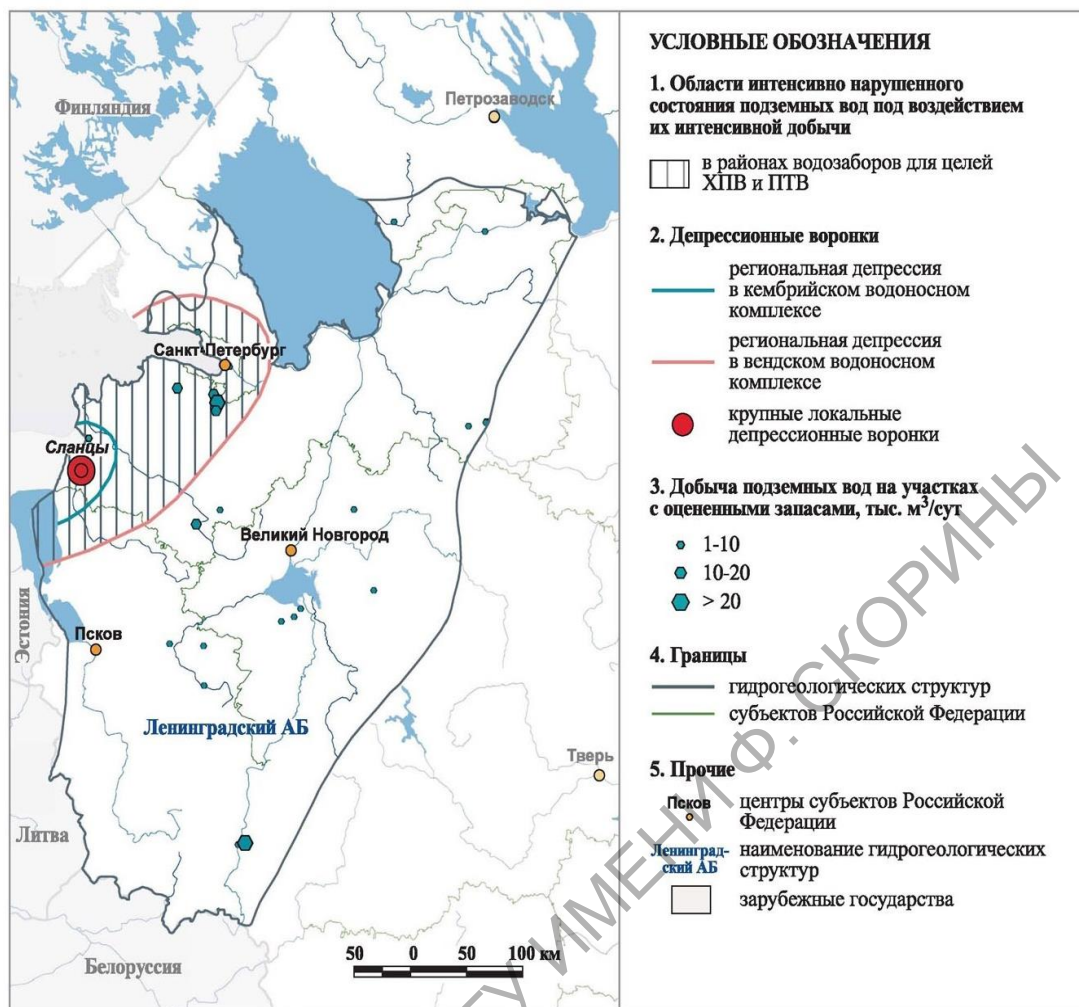 Финляндия
Петрозаводск
Санкт-Петербург
Сланцы
Великий Новгород
Эстония
Псков
Ленинградский АБ
Тверь
Литва
Белоруссия
50 0 50 100 км
УСЛОВНЫЕ ОБОЗНАЧЕНИЯ
1. Области интенсивно нарушенного
состояния подземных вод под воздействием
их интенсивной добычи
в районах водозаборов для целей
ХПВ и ПТВ
2. Депрессионные воронки
региональная депрессия
в кембрийском водоносном
комплексе
региональная депрессия
в вендском водоносном
комплексе
крупные локальные
депрессионные воронки
3. Добыча подземных вод на участках
с оцененными запасами, тыс. м³/сут
1-10
10-20
> 20
4. Границы
гидрогеологических структур
субъектов Российской Федерации
5. Прочие
Псков
центры субъектов Российской
Федерации
Ленинград-
ский АБ
наименование гидрогеологических
структур
зарубежные государства
ГУ ИМЕНИ Ф. СКОРИНЫ